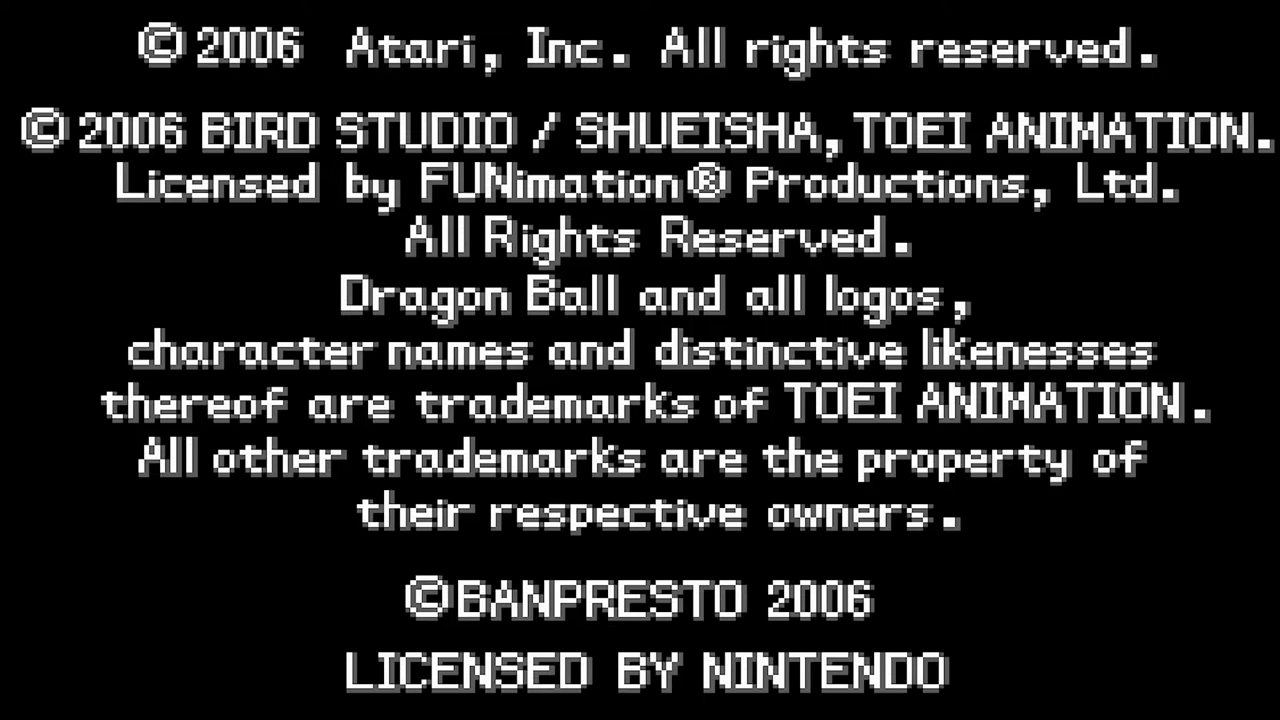 © 2006 Atari, Inc. All rights reserved.
© 2006 BIRD STUDIO / SHUEISHA, TOEI ANIMATION.
Licensed by FUNimation® Productions, Ltd.
All Rights Reserved.
Dragon Ball and all logos,
character names and distinctive likenesses
thereof are trademarks of TOEI ANIMATION.
All other trademarks are the property of
their respective owners.
©BANPRESTO 2006
LICENSED BY NINTENDO